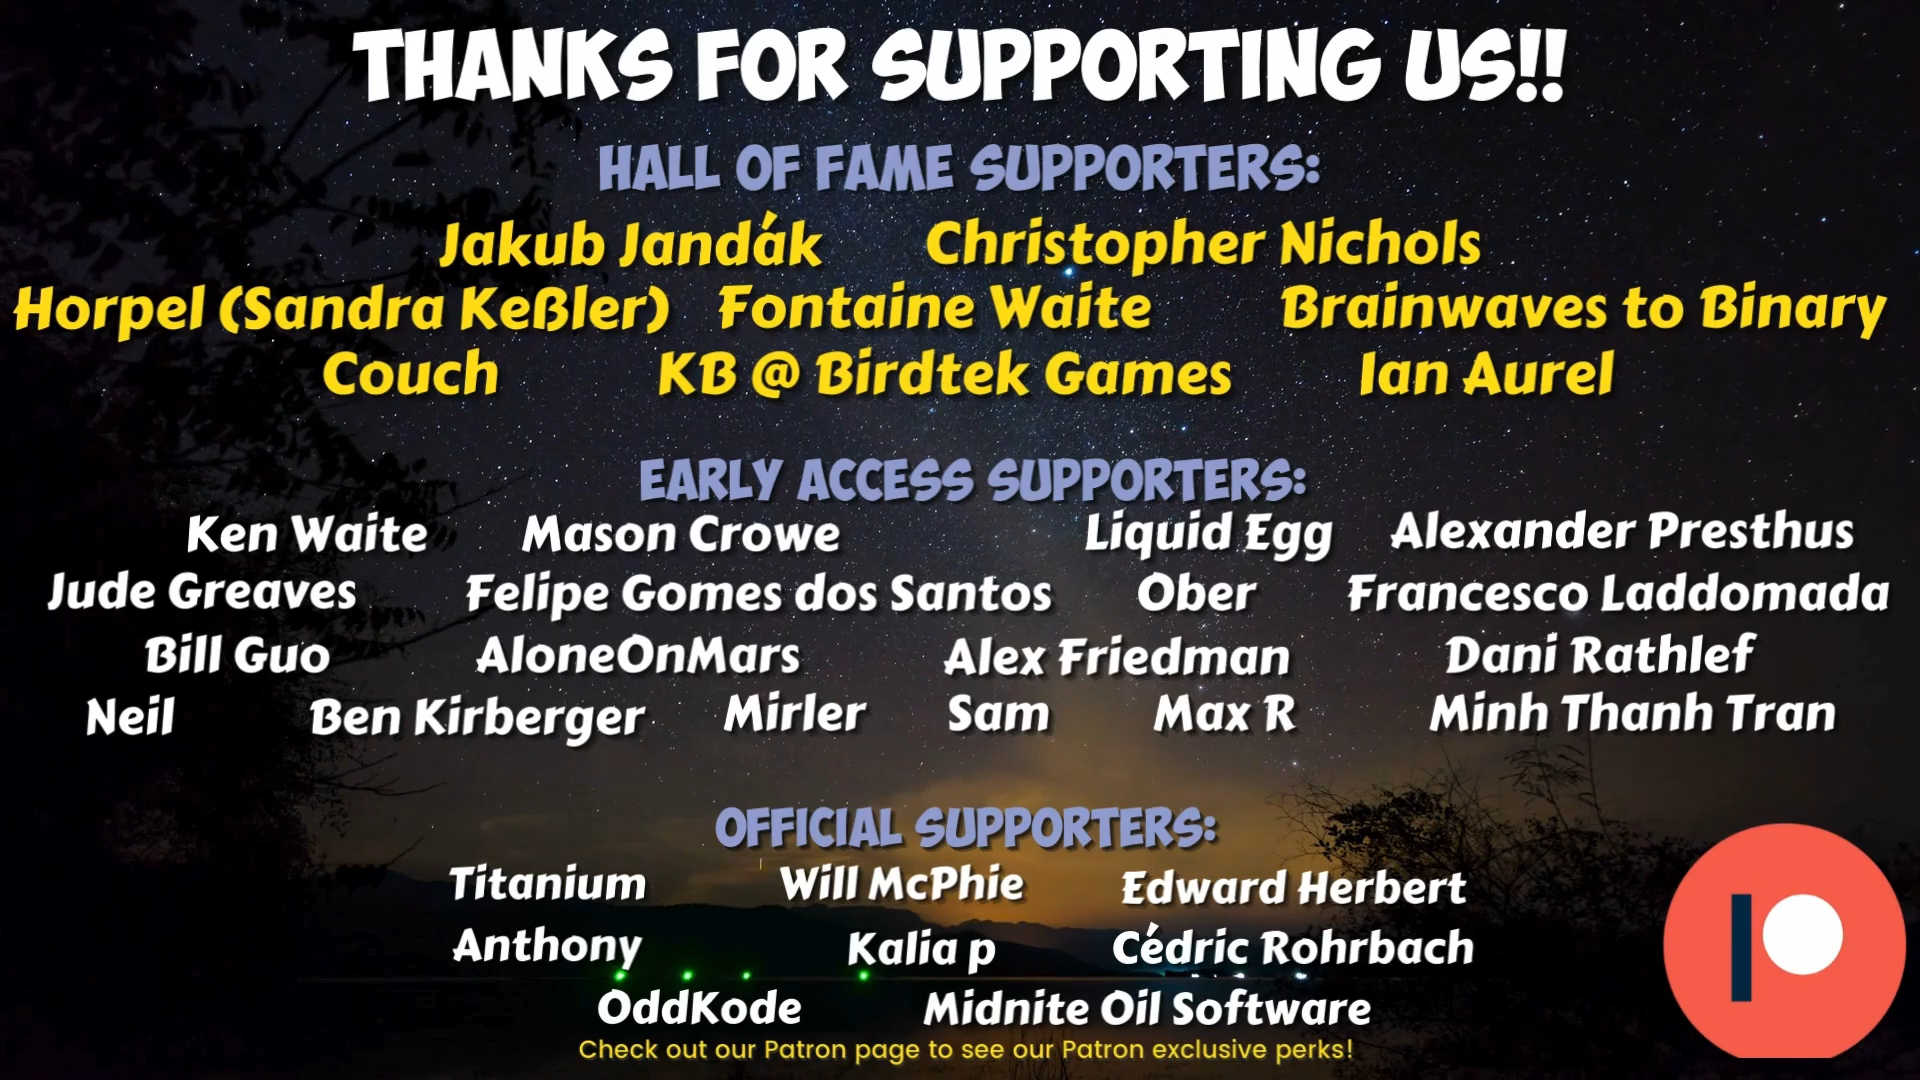 THANKS FOR SUPPORTING US!!
HALL OF FAME SUPPORTERS:
Jakub Jandák Christopher Nichols
Horpel (Sandra Keßler) Fontaine Waite Brainwaves to Binary
Couch KB @ Birdtek Games Ian Aurel
EARLY ACCESS SUPPORTERS:
Ken Waite Mason Crowe Liquid Egg Alexander Presthus
Jude Greaves Felipe Gomes dos Santos Ober Francesco Laddomada
Bill Guo AloneOnMars Alex Friedman Dani Rathlef
Neil Ben Kirberger Mirler Sam Max R Minh Thanh Tran
OFFICIAL SUPPORTERS:
Titanium Will McPhie Edward Herbert
Anthony Kalia p Cédric Rohrbach
OddKode Midnite Oil Software
Check out our Patron page to see our Patron exclusive perks!